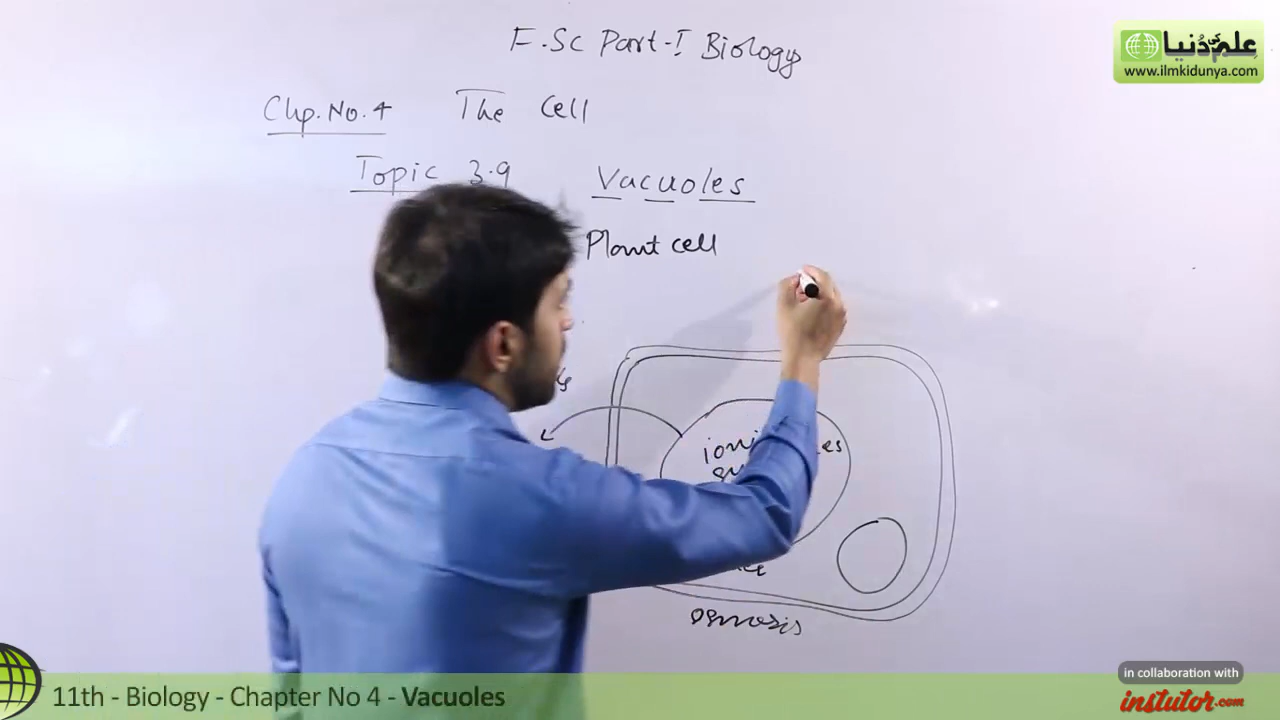 F.Sc Part-I Biology
علم کی دنیا
www.ilmkidunya.com
Chp.No.4 The Cell
Topic 3.9 Vacuoles
Plant cell
osmosis
in collaboration with
instutor.com
11th - Biology - Chapter No 4 - Vacuoles